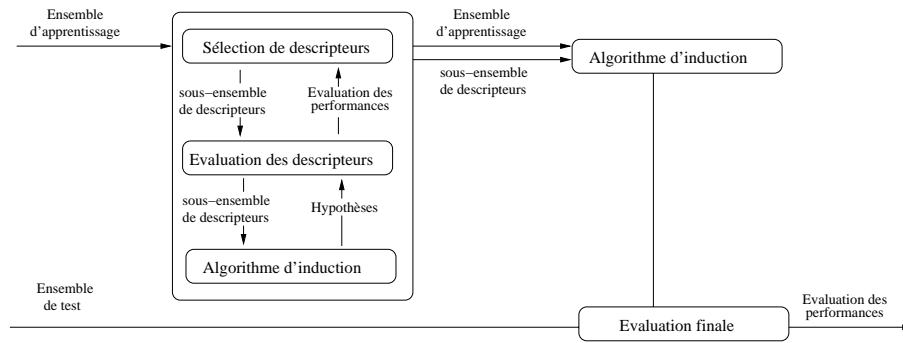 Ensemble
d'apprentissage
Sélection de descripteurs
sous−ensemble
de descripteurs
Evaluation des
performances
Evaluation des descripteurs
sous−ensemble
de descripteurs
Hypothèses
Algorithme d'induction
Ensemble
d'apprentissage
sous−ensemble
de descripteurs
Algorithme d'induction
Ensemble
de test
Evaluation finale
Evaluation des
performances